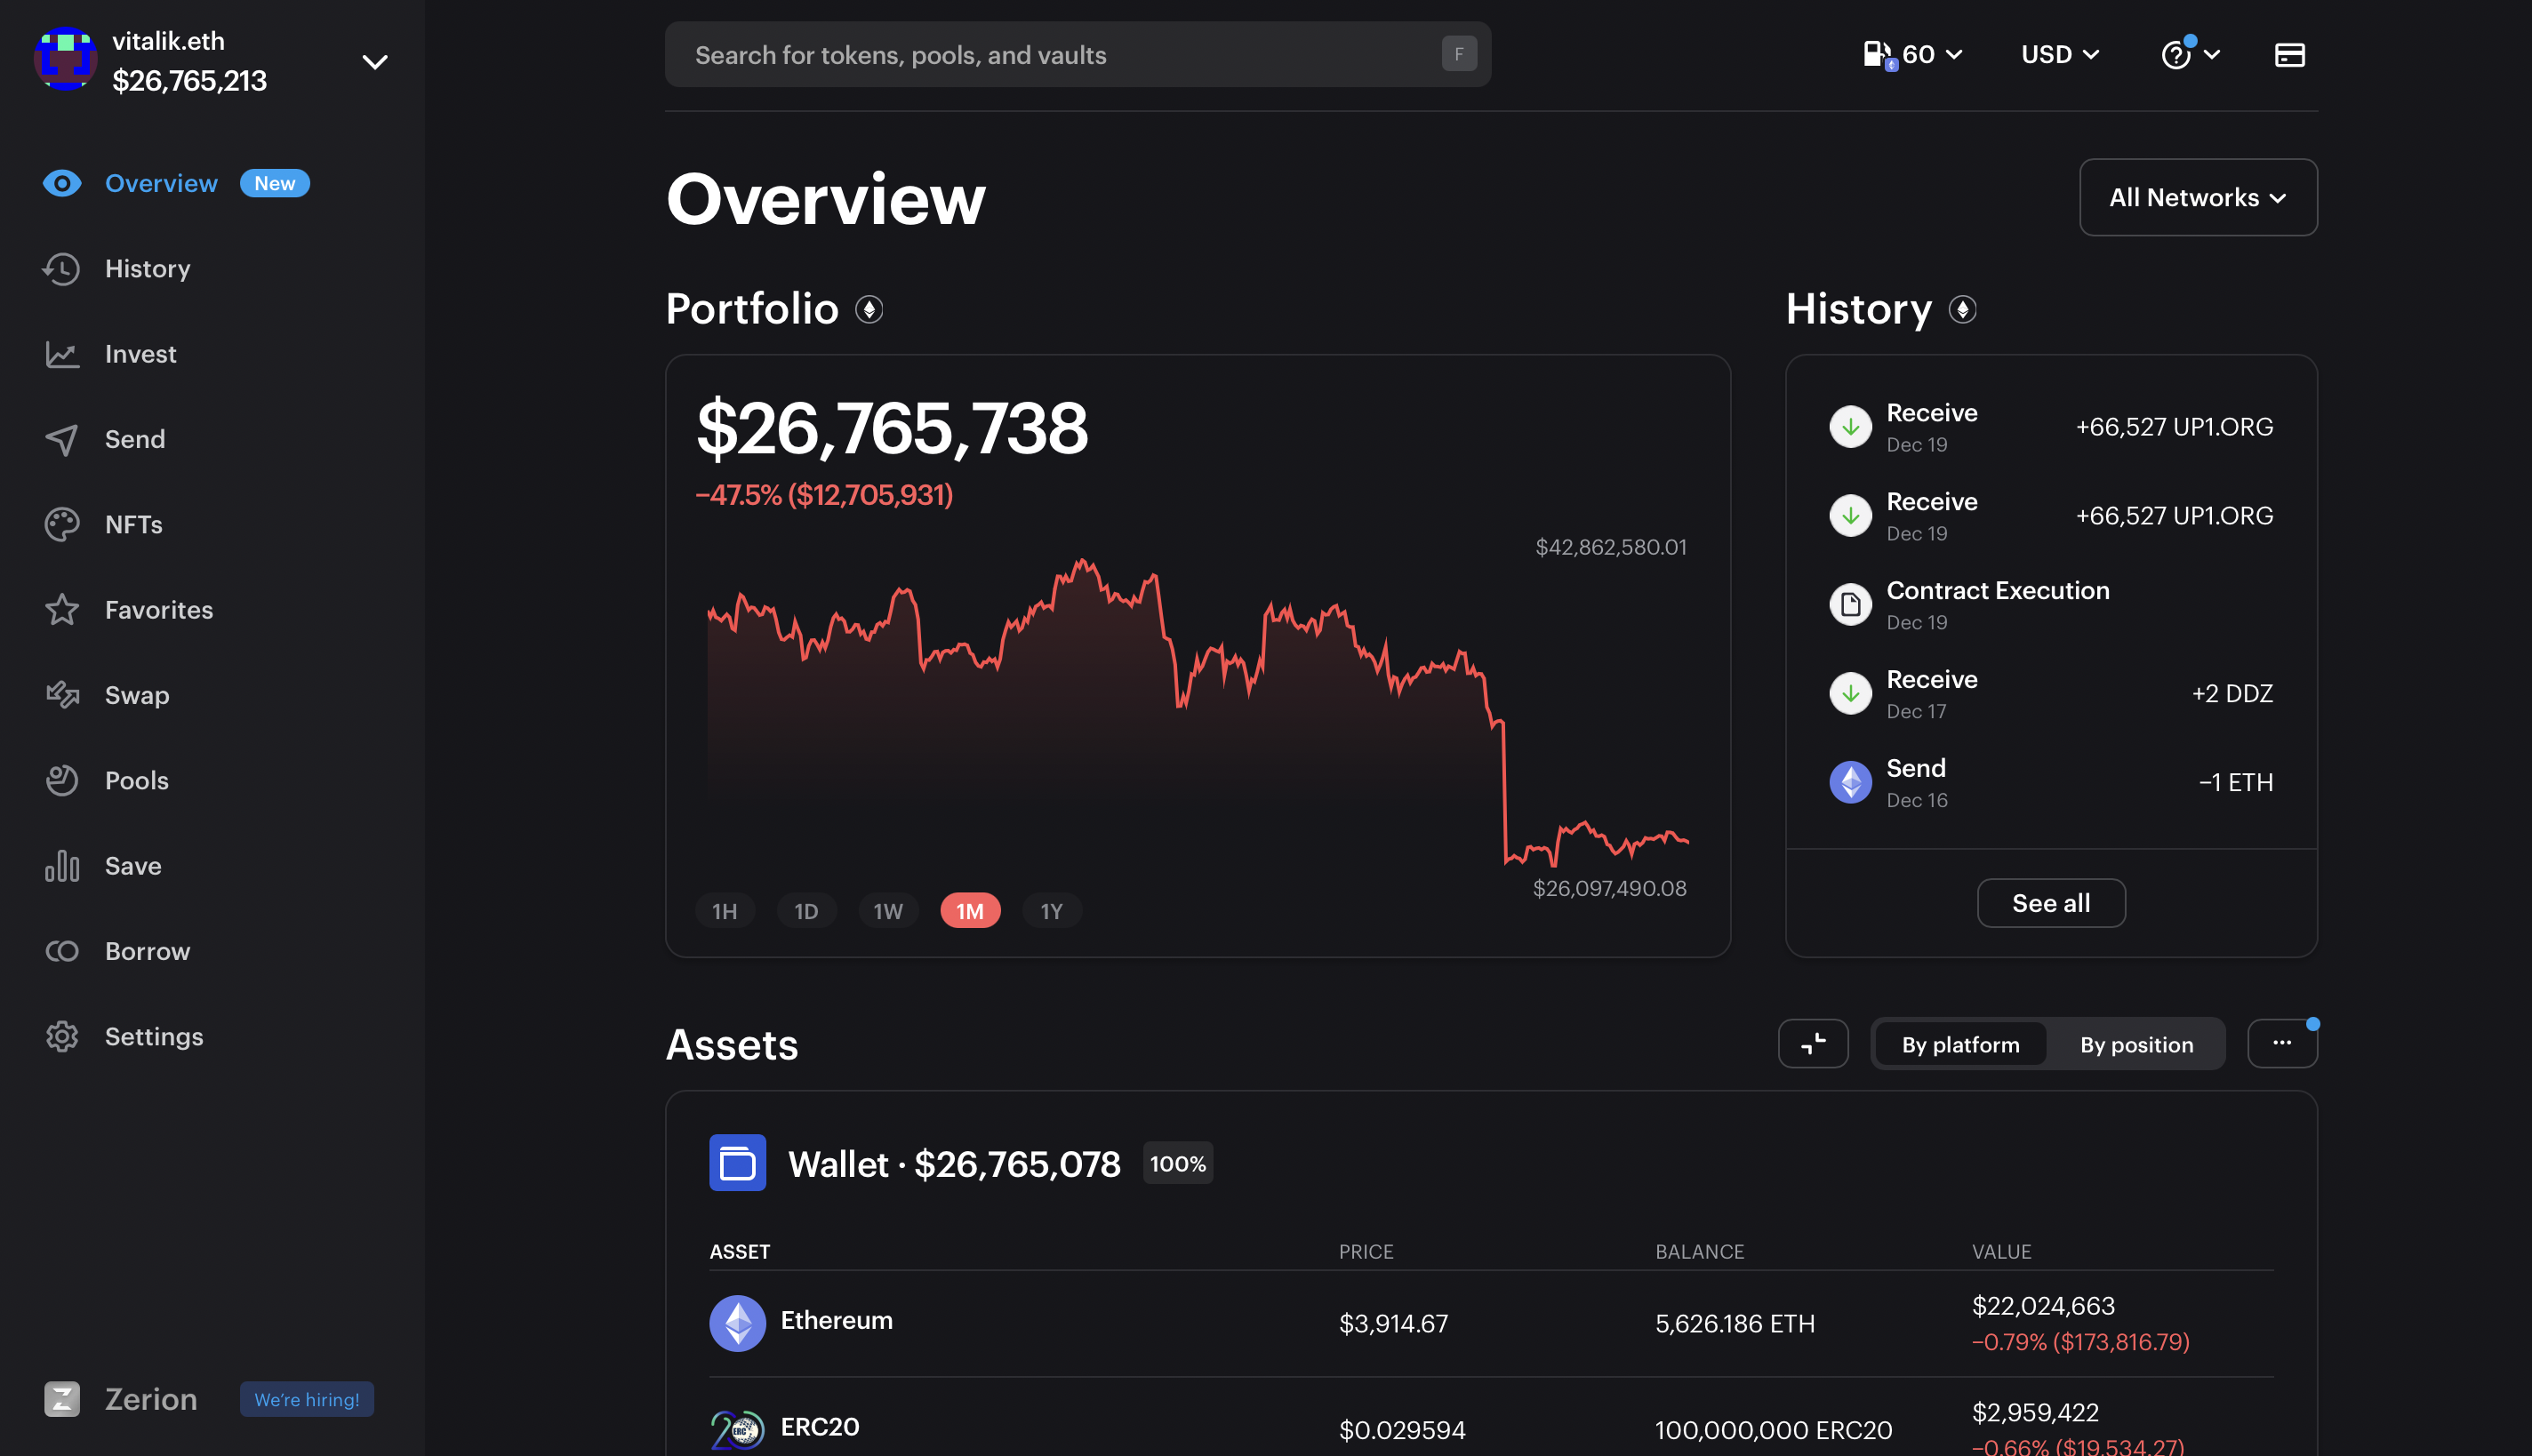 vitalik.eth
$26,765,213
Overview New
History
Invest
Send
NFTs
Favorites
Swap
Pools
Save
Borrow
Settings
Zerion We're hiring!
Search for tokens, pools, and vaults F
60 USD
Overview
All Networks
Portfolio
$26,765,738
−47.5% ($12,705,931)
$42,862,580.01
$26,097,490.08
1H 1D 1W 1M 1Y
History
Receive
Dec 19
+66,527 UP1.ORG
Receive
Dec 19
+66,527 UP1.ORG
Contract Execution
Dec 19
Receive
Dec 17
+2 DDZ
Send
Dec 16
−1 ETH
See all
Assets
By platform By position
Wallet · $26,765,078 100%
ASSET PRICE BALANCE VALUE
Ethereum $3,914.67 5,626.186 ETH $22,024,663
−0.79% ($173,816.79)
ERC20 $0.029594 100,000,000 ERC20 $2,959,422
−0.66% ($19,534.27)